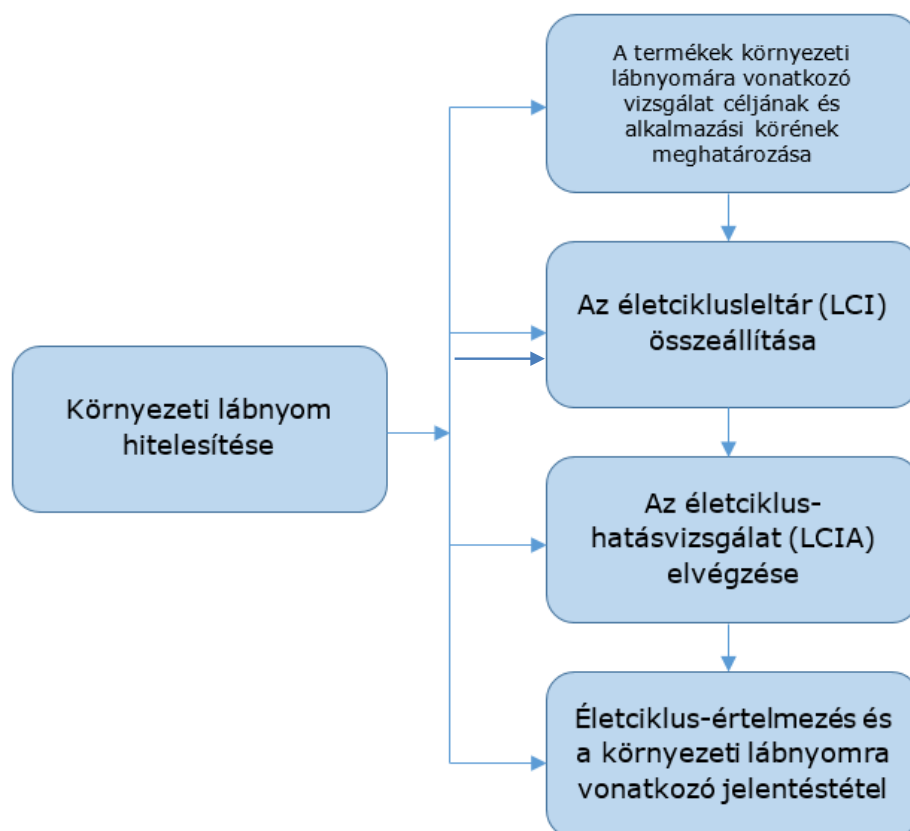 A termékek környezeti
lábnyomára vonatkozó
vizsgálat céljának és
alkalmazási körének
meghatározása
Az életciklusleltár (LCI)
összeállítása
Környezeti lábnyom
hitelesítése
Az életciklus-
hatásvizsgálat (LCIA)
elvégzése
Életciklus-értelmezés és
a környezeti lábnyomra
vonatkozó jelentéstétel